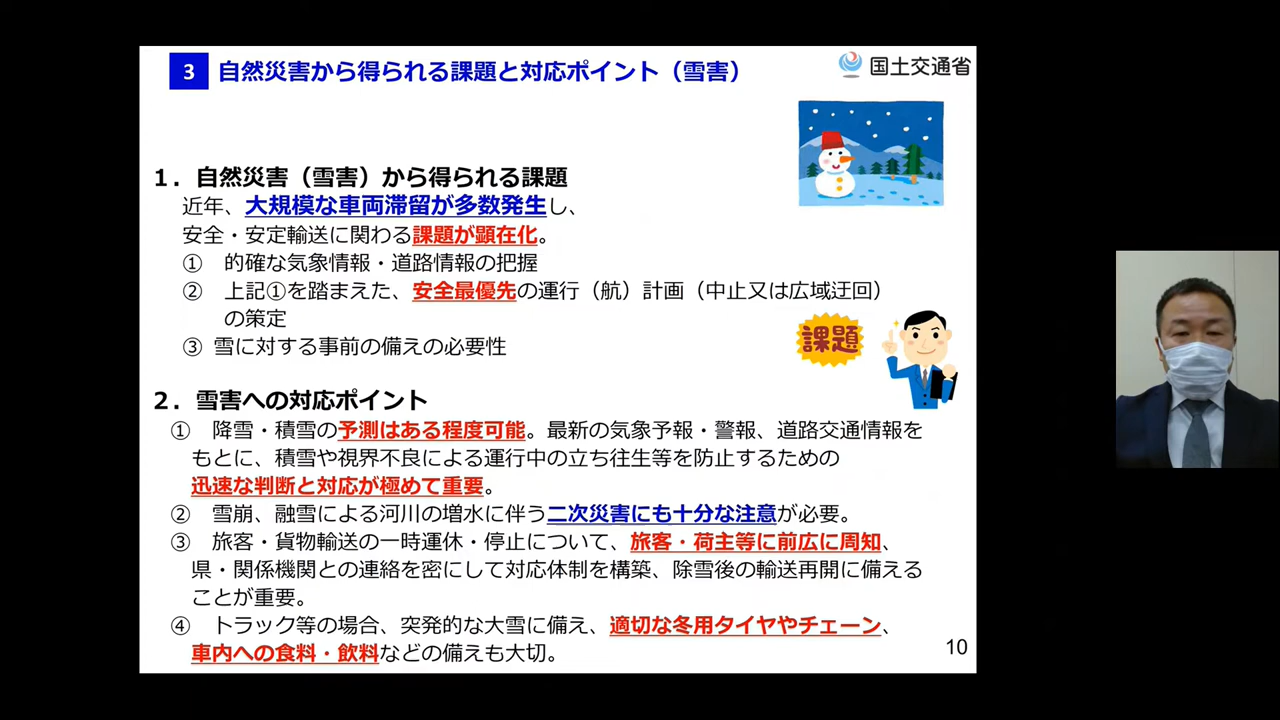 3 自然災害から得られる課題と対応ポイント（雪害）
国土交通省
１．自然災害（雪害）から得られる課題
近年、大規模な車両滞留が多数発生し、
安全・安定輸送に関わる課題が顕在化。
① 的確な気象情報・道路情報の把握
② 上記①を踏まえた、安全最優先の運行（航）計画（中止又は広域迂回）
の策定
③ 雪に対する事前の備えの必要性
課題
２．雪害への対応ポイント
① 降雪・積雪の予測はある程度可能。最新の気象予報・警報、道路交通情報を
もとに、積雪や視界不良による運行中の立ち往生等を防止するための
迅速な判断と対応が極めて重要。
② 雪崩、融雪による河川の増水に伴う二次災害にも十分な注意が必要。
③ 旅客・貨物輸送の一時運休・停止について、旅客・荷主等に前広に周知、
県・関係機関との連絡を密にして対応体制を構築、除雪後の輸送再開に備える
ことが重要。
④ トラック等の場合、突発的な大雪に備え、適切な冬用タイヤやチェーン、
車内への食料・飲料などの備えも大切。
10